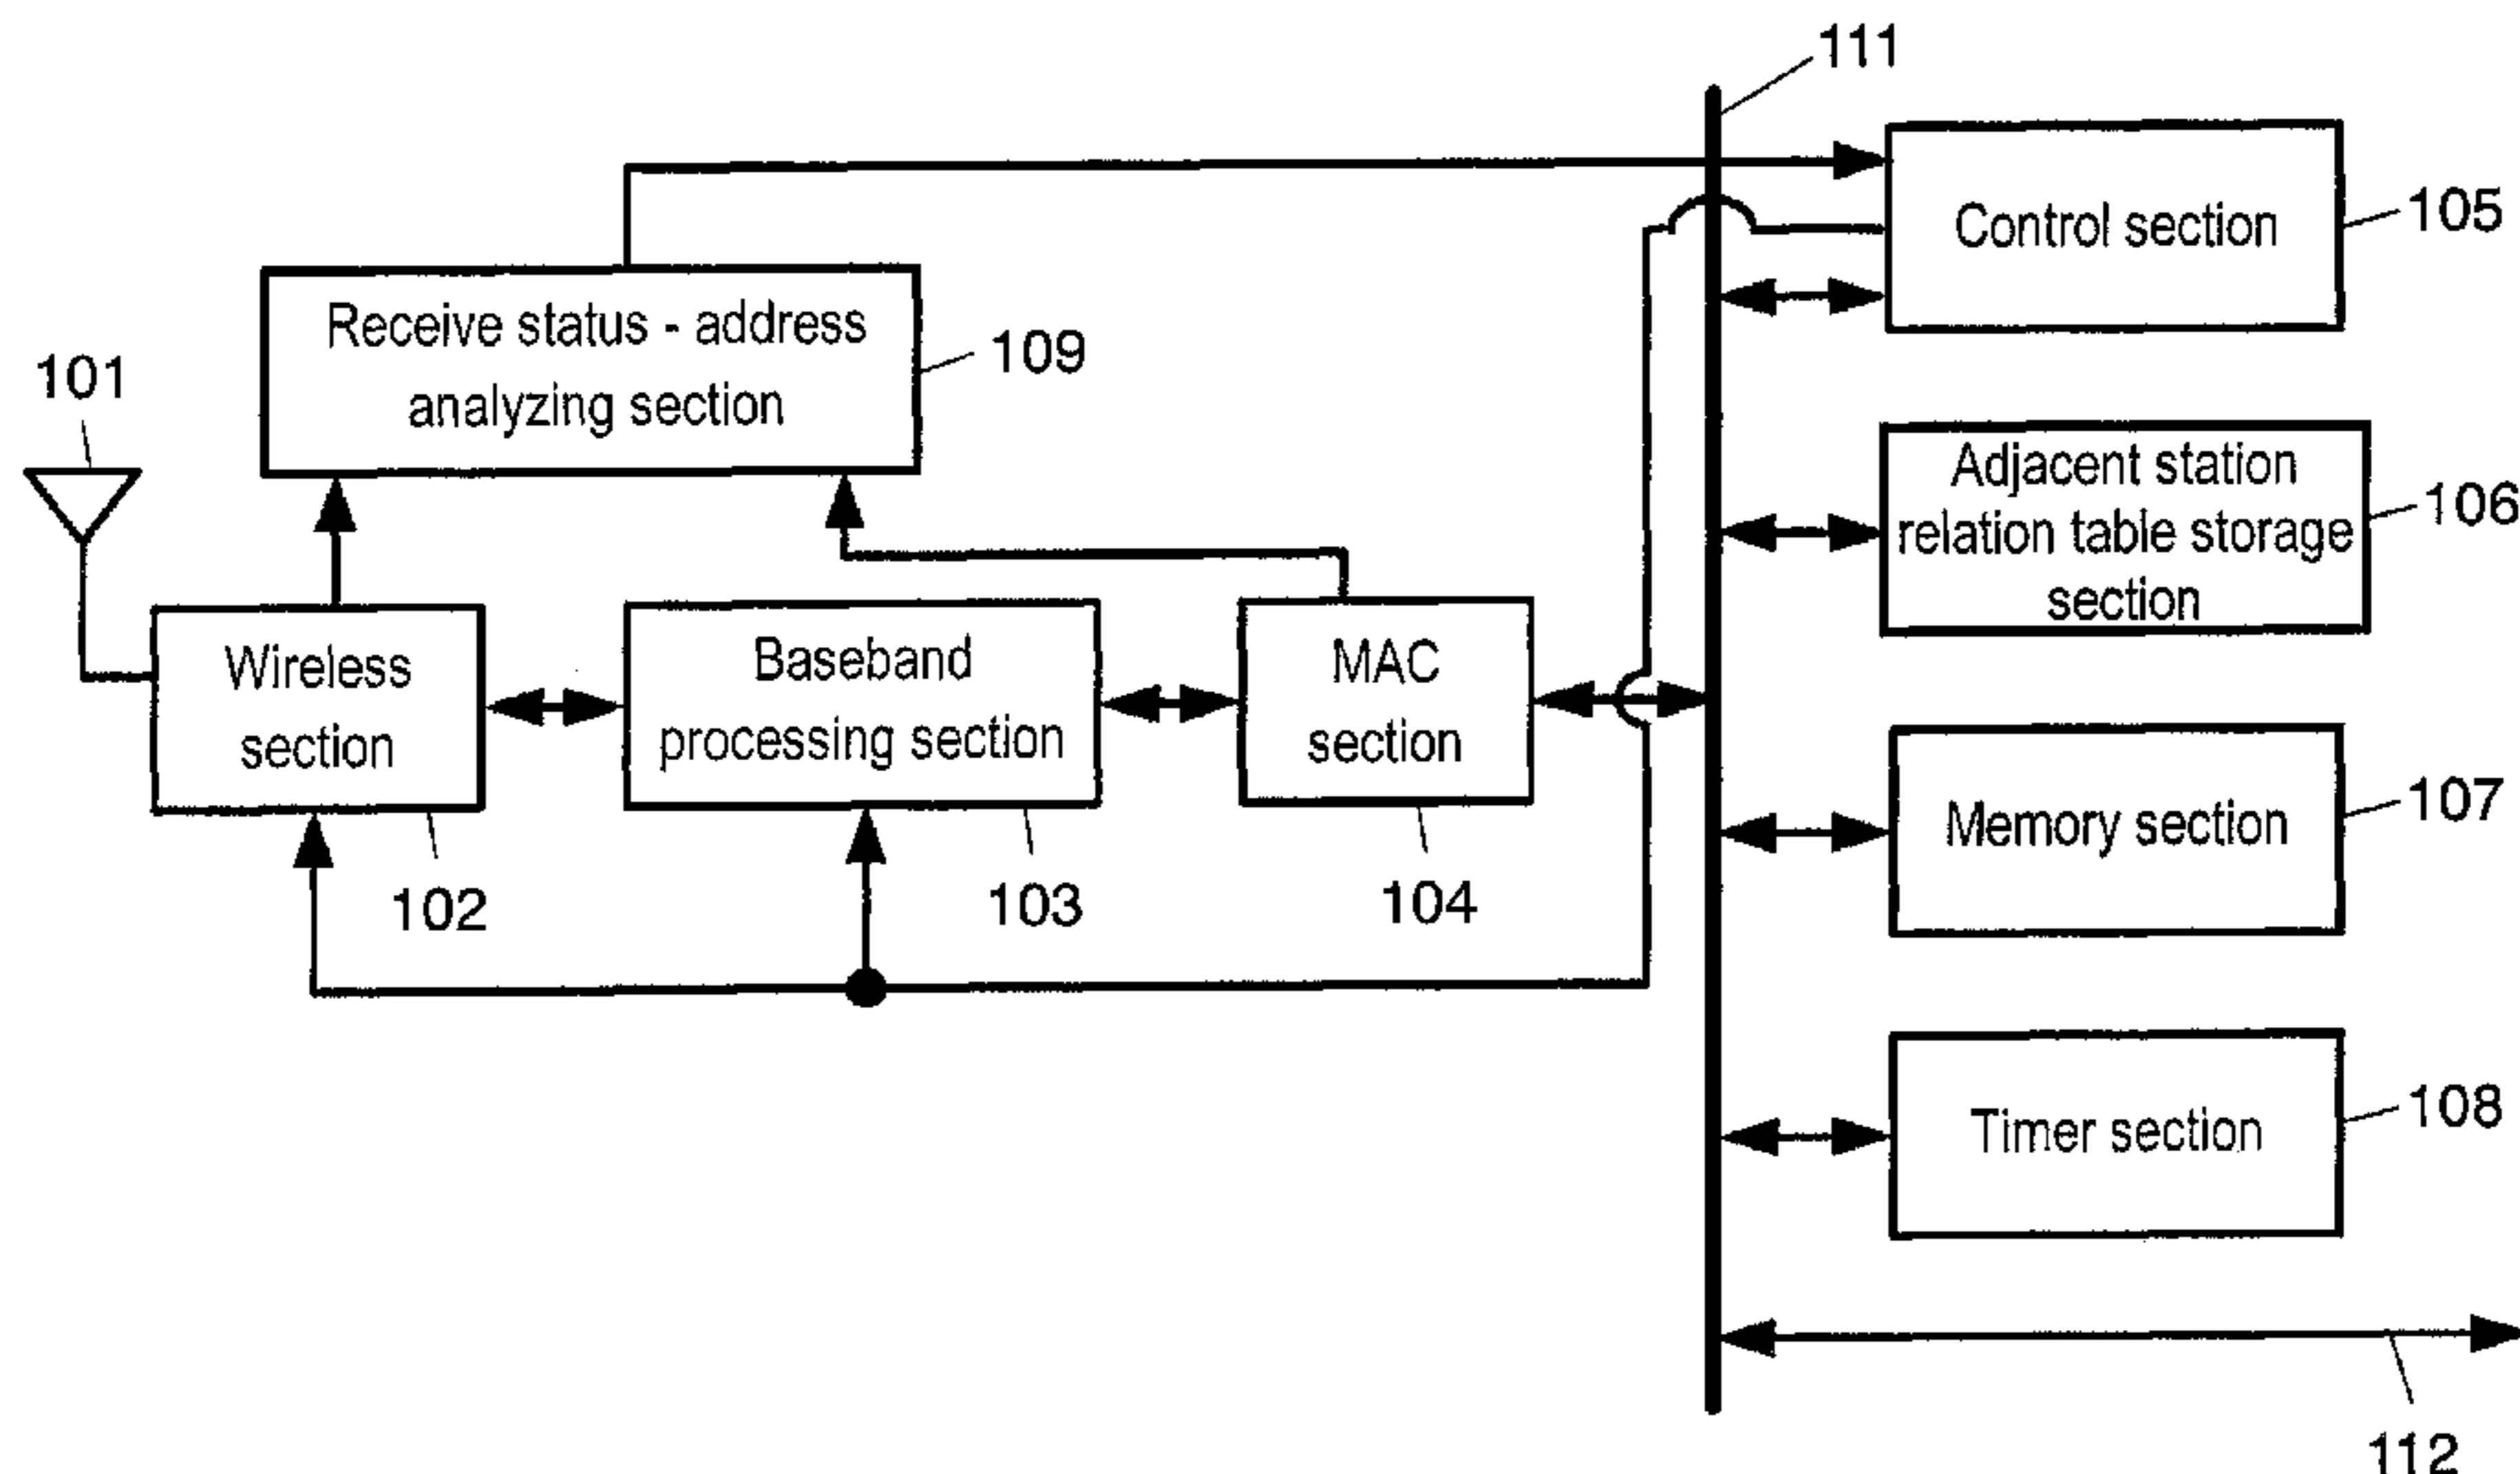 111
Control section
105
Receive status - address
analyzing section
109
101
Adjacent station
relation table storage
section
106
Wireless
section
102
Baseband
processing section
103
MAC
section
104
Memory section
107
Timer section
108
112